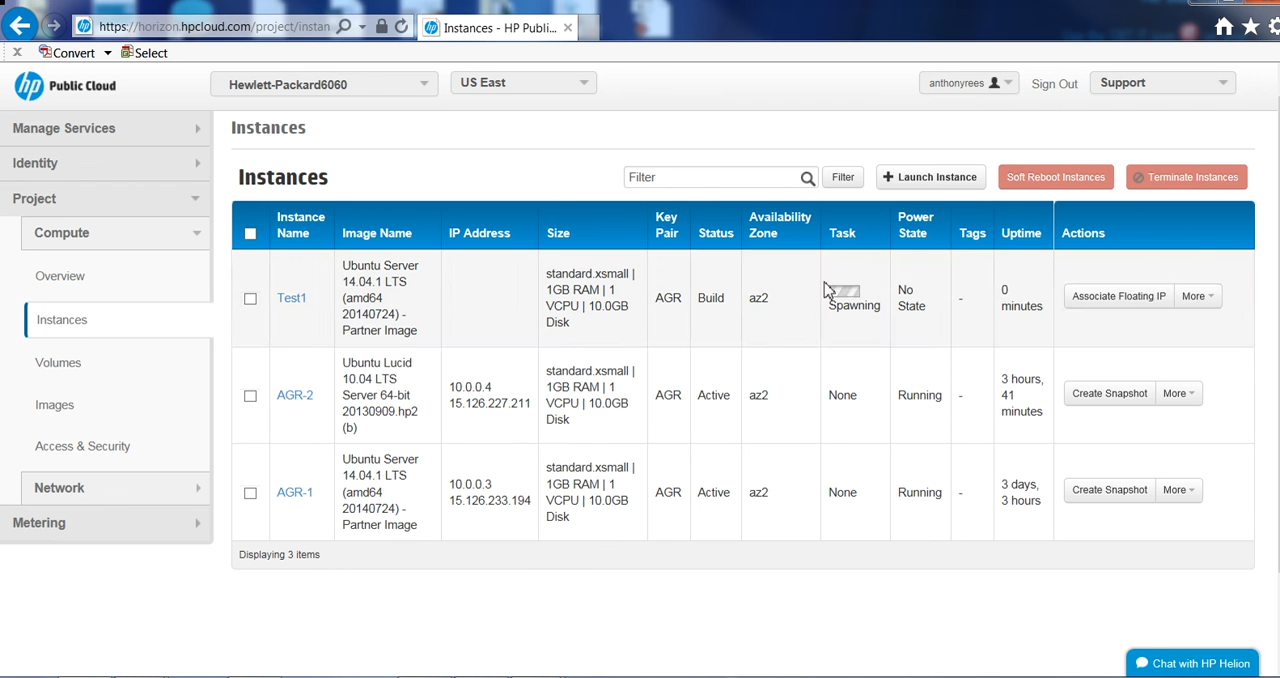 https://horizon.hpcloud.com/project/instan
Instances - HP Publi...
Convert
Select
hp Public Cloud
Hewlett-Packard6060
US East
anthonyrees
Sign Out
Support
Manage Services
Identity
Project
Compute
Overview
Instances
Volumes
Images
Access & Security
Network
Metering
Instances
Instances
Filter
Filter
Launch Instance
Soft Reboot Instances
Terminate Instances
Instance
Name
Image Name
IP Address
Size
Key
Pair
Status
Availability
Zone
Task
Power
State
Tags
Uptime
Actions
Test1
Ubuntu Server
14.04.1 LTS
(amd64
20140724) -
Partner Image
standard.xsmall |
1GB RAM | 1
VCPU | 10.0GB
Disk
AGR
Build
az2
Spawning
No
State
-
0
minutes
Associate Floating IP
More
AGR-2
Ubuntu Lucid
10.04 LTS
Server 64-bit
20130909.hp2
(b)
10.0.0.4
15.126.227.211
standard.xsmall |
1GB RAM | 1
VCPU | 10.0GB
Disk
AGR
Active
az2
None
Running
-
3 hours,
41
minutes
Create Snapshot
More
AGR-1
Ubuntu Server
14.04.1 LTS
(amd64
20140724) -
Partner Image
10.0.0.3
15.126.233.194
standard.xsmall |
1GB RAM | 1
VCPU | 10.0GB
Disk
AGR
Active
az2
None
Running
-
3 days,
3 hours
Create Snapshot
More
Displaying 3 items
Chat with HP Helion